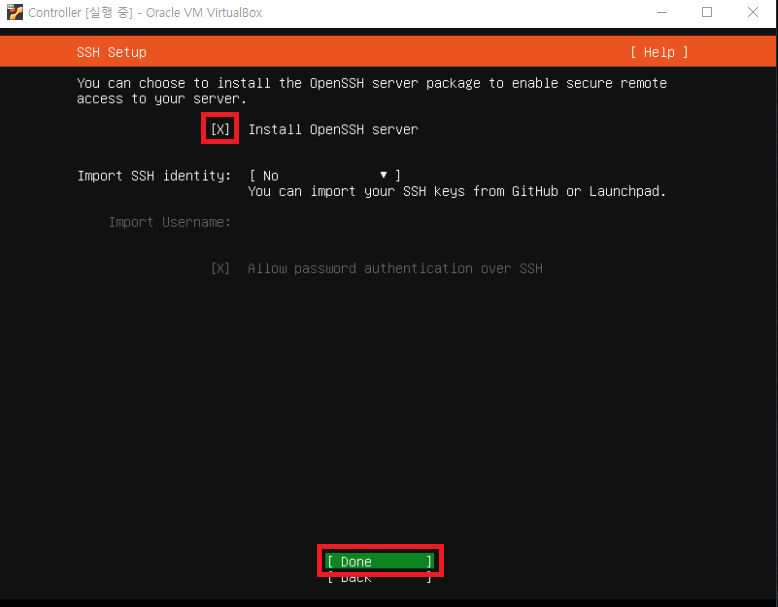 Controller [실행 중] - Oracle VM VirtualBox
SSH Setup [ Help ]
You can choose to install the OpenSSH server package to enable secure remote
access to your server.
[X] Install OpenSSH server
Import SSH identity: [ No ▼ ]
You can import your SSH keys from GitHub or Launchpad.
Import Username:
[X] Allow password authentication over SSH
[ Done ]
[ Back ]